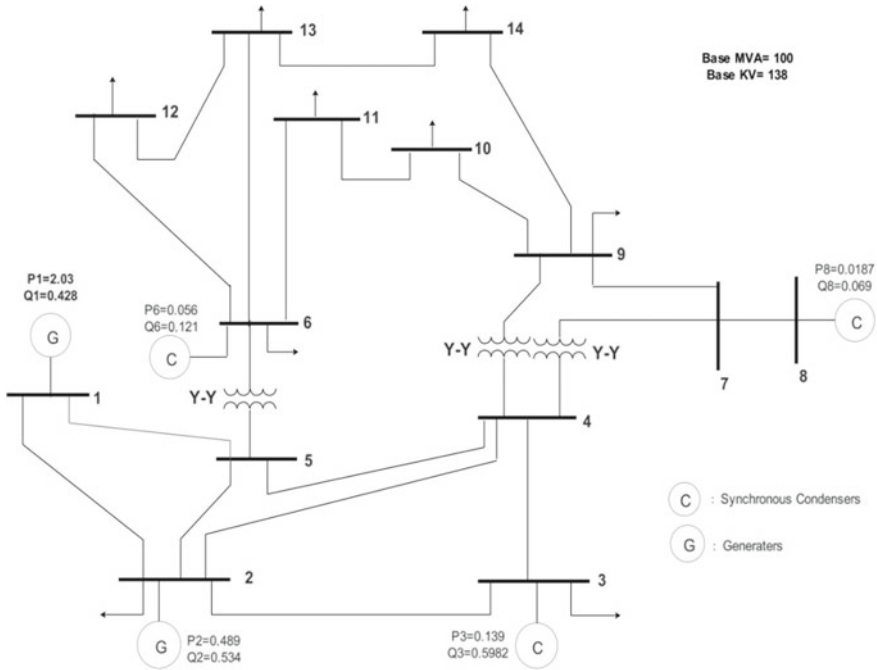 13
14
Base MVA= 100
Base KV= 138
12
11
10
9
P8=0.0187
Q8=0.069
C
P1=2.03
Q1=0.428
G
P6=0.056
Q6=0.121
C
6
Y-Y
Y-Y
7
8
1
Y-Y
4
5
C : Synchronous Condensers
G : Generaters
2
3
G
P2=0.489
Q2=0.534
P3=0.139
Q3=0.5982
C